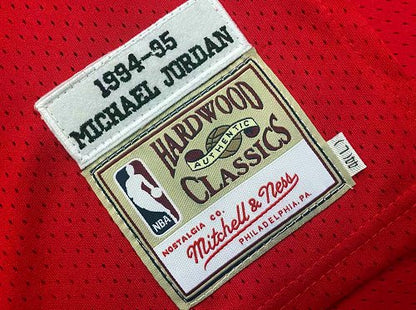 1994-95
MICHAEL JORDAN
HARDWOOD
AUTHENTIC
CLASSICS
NBA
NOSTALGIA CO.
Mitchell & Ness
PHILADELPHIA, PA.